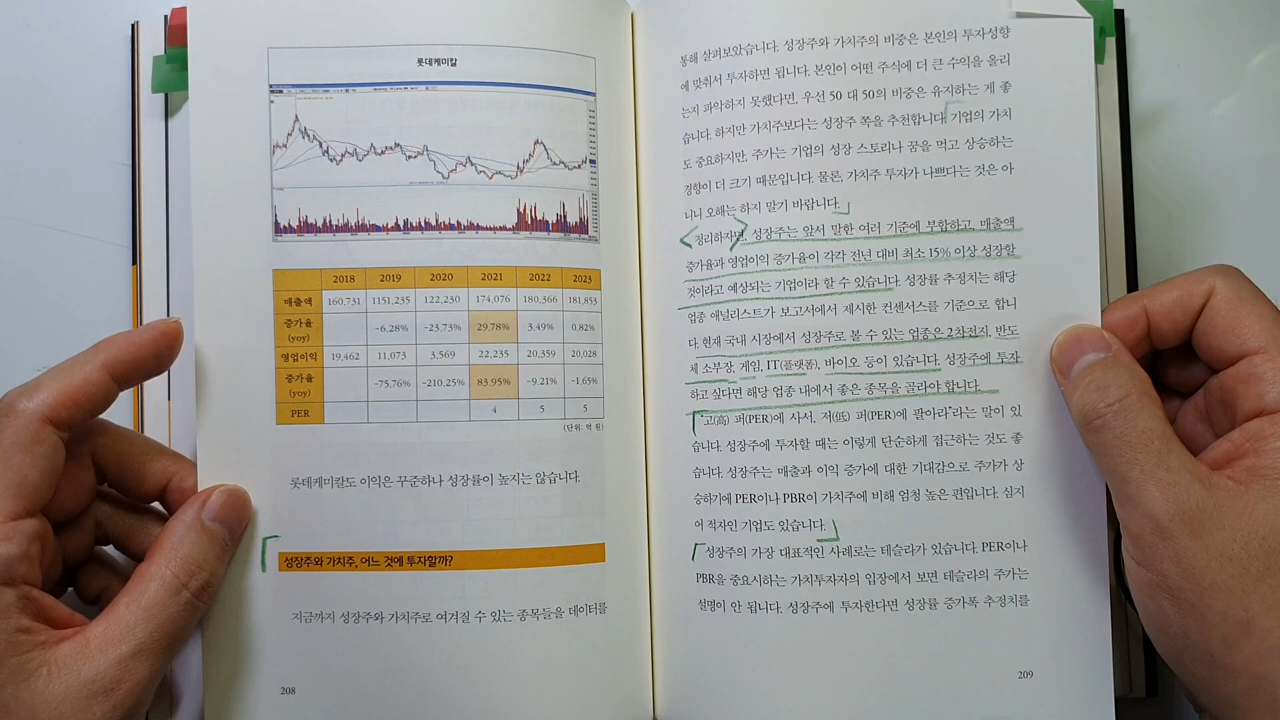 롯데케미칼
2018 2019 2020 2021 2022 2023
매출액 160,731 1151,235 122,230 174,076 180,366 181,853
증가율 (yoy) -6.28% -23.73% 29.78% 3.49% 0.82%
영업이익 19,462 11,073 3,569 22,235 20,359 20,028
증가율 (yoy) -75.76% -210.25% 83.95% -9.21% -1.65%
PER 4 5 5
(단위: 억 원)
롯데케미칼도 이익은 꾸준하나 성장률이 높지는 않습니다.
성장주와 가치주, 어느 것에 투자할까?
지금까지 성장주와 가치주로 여겨질 수 있는 종목들을 데이터를
208
통해 살펴보았습니다. 성장주와 가치주의 비중은 본인의 투자성향
에 맞춰서 투자하면 됩니다. 본인이 어떤 주식에 더 큰 수익을 올리
는지 파악하지 못했다면, 우선 50 대 50의 비중은 유지하는 게 좋
습니다. 하지만 가치주보다는 성장주 쪽을 추천합니다. 기업의 가치
도 중요하지만, 주가는 기업의 성장 스토리나 꿈을 먹고 상승하는
경향이 더 크기 때문입니다. 물론, 가치주 투자가 나쁘다는 것은 아
니니 오해는 하지 말기 바랍니다.
정리하자면, 성장주는 앞서 말한 여러 기준에 부합하고, 매출액
증가율과 영업이익 증가율이 각각 전년 대비 최소 15% 이상 성장할
것이라고 예상되는 기업이라 할 수 있습니다. 성장률 추정치는 해당
업종 애널리스트가 보고서에서 제시한 컨센서스를 기준으로 합니
다. 현재 국내 시장에서 성장주로 볼 수 있는 업종은 2차전지, 반도
체 소부장, 게임, IT(플랫폼), 바이오 등이 있습니다. 성장주에 투자
하고 싶다면 해당 업종 내에서 좋은 종목을 골라야 합니다.
"고(高) 퍼(PER)에 사서, 저(低) 퍼(PER)에 팔아라"라는 말이 있
습니다. 성장주에 투자할 때는 이렇게 단순하게 접근하는 것도 좋
습니다. 성장주는 매출과 이익 증가에 대한 기대감으로 주가가 상
승하기에 PER이나 PBR이 가치주에 비해 엄청 높은 편입니다. 심지
어 적자인 기업도 있습니다.
성장주의 가장 대표적인 사례로는 테슬라가 있습니다. PER이나
PBR을 중요시하는 가치투자자의 입장에서 보면 테슬라의 주가는
설명이 안 됩니다. 성장주에 투자한다면 성장률 증가폭 추정치를
209